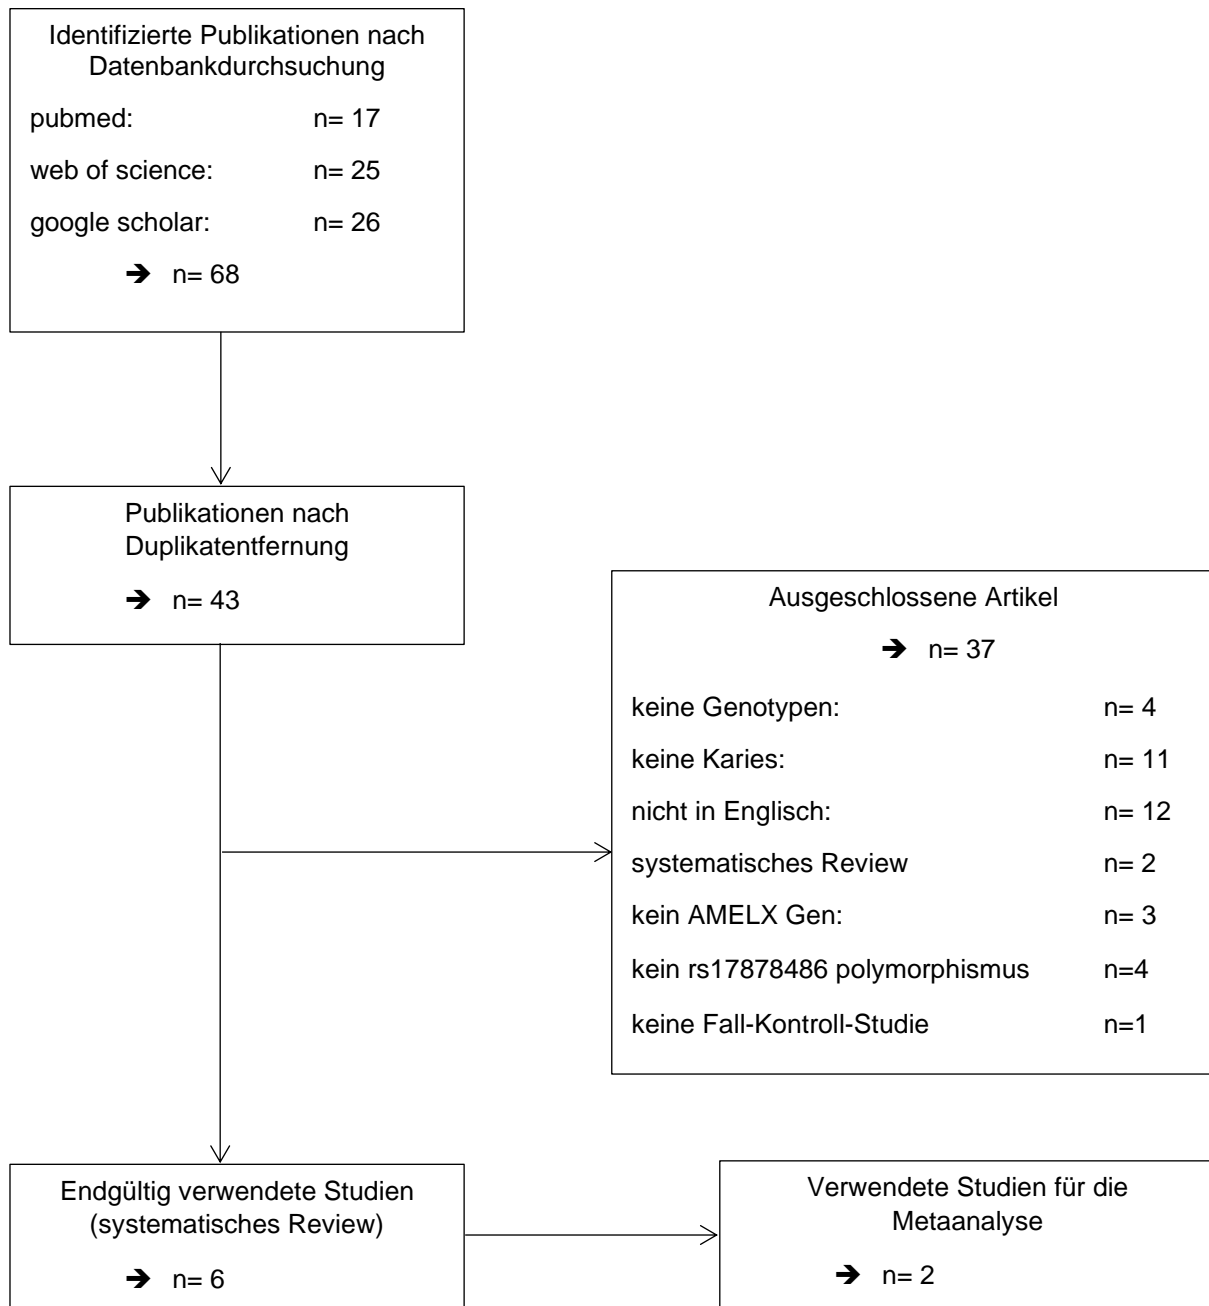 Identifizierte Publikationen nach
Datenbankdurchsuchung
pubmed: n= 17
web of science: n= 25
google scholar: n= 26
➔ n= 68
Publikationen nach
Duplikatentfernung
➔ n= 43
Ausgeschlossene Artikel
➔ n= 37
keine Genotypen: n= 4
keine Karies: n= 11
nicht in Englisch: n= 12
systematisches Review n= 2
kein AMELX Gen: n= 3
kein rs17878486 polymorphismus n=4
keine Fall-Kontroll-Studie n=1
Endgültig verwendete Studien
(systematisches Review)
➔ n= 6
Verwendete Studien für die
Metaanalyse
➔ n= 2